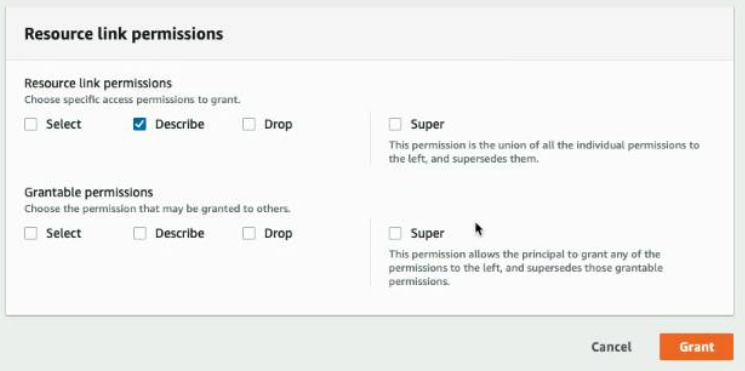 Resource link permissions
Resource link permissions
Choose specific access permissions to grant.
Select Describe Drop Super
This permission is the union of all the individual permissions to
the left, and supersedes them.
Grantable permissions
Choose the permission that may be granted to others.
Select Describe Drop Super
This permission allows the principal to grant any of the
permissions to the left, and supersedes those grantable
permissions.
Cancel Grant